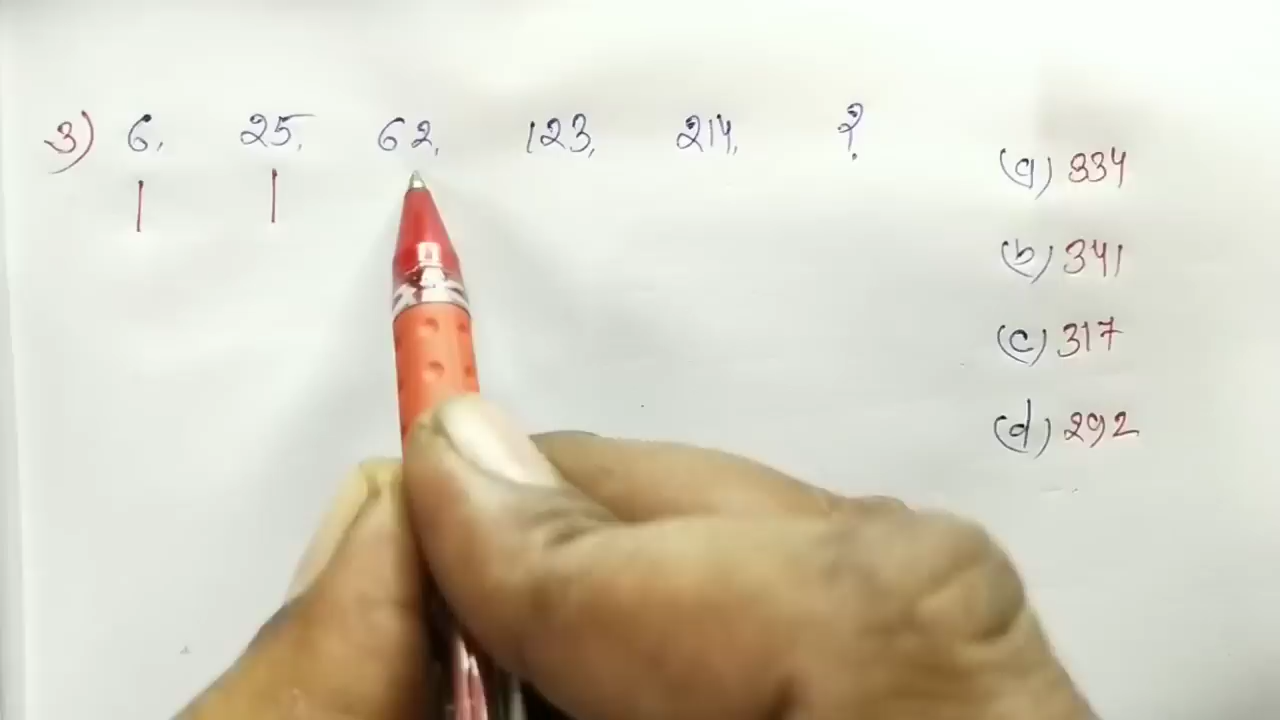 3) 6, 25, 62, 123, 214, ?
(a) 334
(b) 341
(c) 317
(d) 292